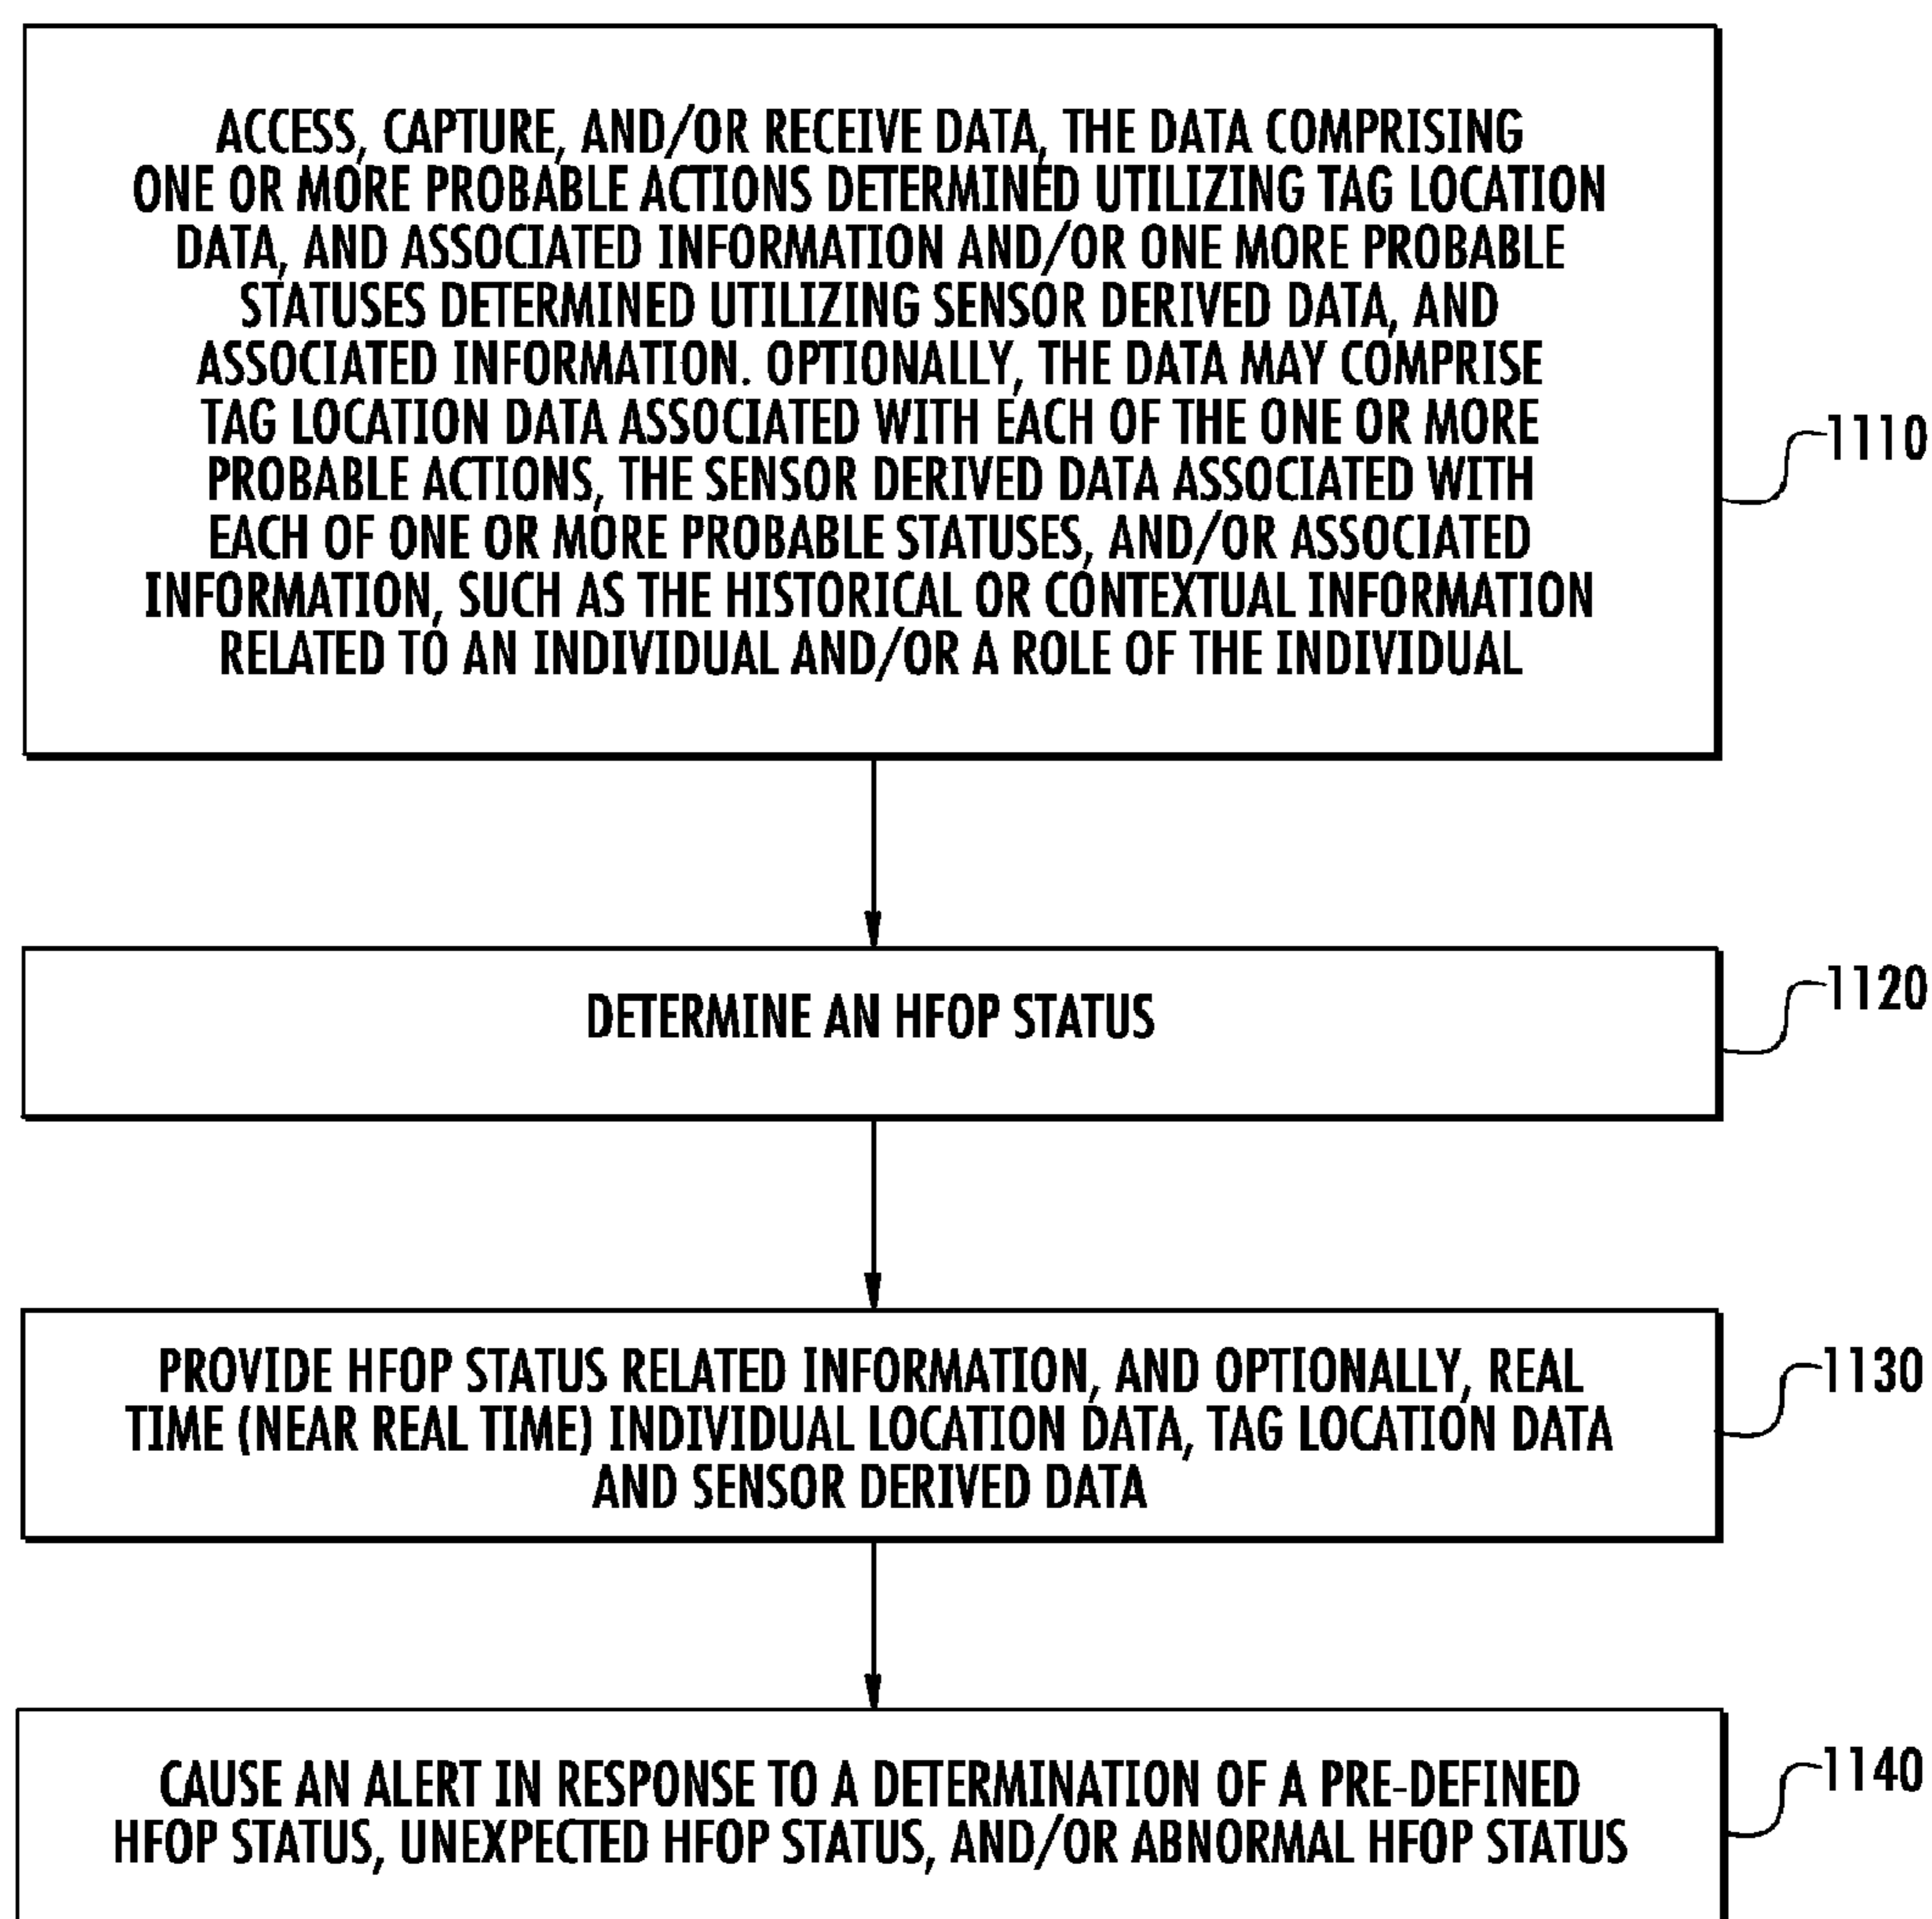 ACCESS, CAPTURE, AND/OR RECEIVE DATA, THE DATA COMPRISING
ONE OR MORE PROBABLE ACTIONS DETERMINED UTILIZING TAG LOCATION
DATA, AND ASSOCIATED INFORMATION AND/OR ONE MORE PROBABLE
STATUSES DETERMINED UTILIZING SENSOR DERIVED DATA, AND
ASSOCIATED INFORMATION. OPTIONALLY, THE DATA MAY COMPRISE
TAG LOCATION DATA ASSOCIATED WITH EACH OF THE ONE OR MORE
PROBABLE ACTIONS, THE SENSOR DERIVED DATA ASSOCIATED WITH
EACH OF ONE OR MORE PROBABLE STATUSES, AND/OR ASSOCIATED
INFORMATION, SUCH AS THE HISTORICAL OR CONTEXTUAL INFORMATION
RELATED TO AN INDIVIDUAL AND/OR A ROLE OF THE INDIVIDUAL
1110
DETERMINE AN HFOP STATUS
1120
PROVIDE HFOP STATUS RELATED INFORMATION, AND OPTIONALLY, REAL
TIME (NEAR REAL TIME) INDIVIDUAL LOCATION DATA, TAG LOCATION DATA
AND SENSOR DERIVED DATA
1130
CAUSE AN ALERT IN RESPONSE TO A DETERMINATION OF A PRE-DEFINED
HFOP STATUS, UNEXPECTED HFOP STATUS, AND/OR ABNORMAL HFOP STATUS
1140